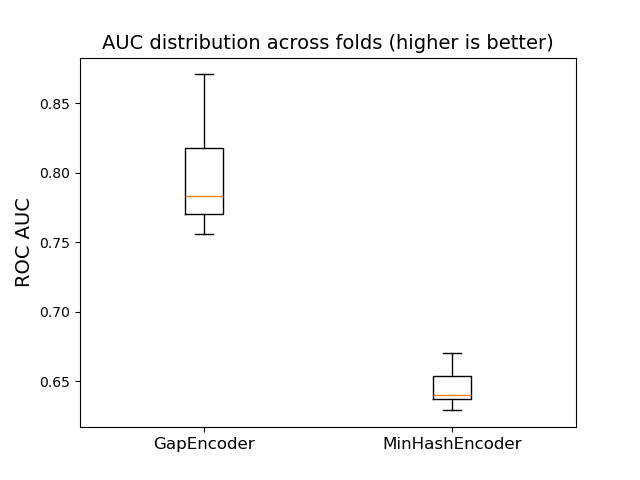 AUC distribution across folds (higher is better)
ROC AUC
0.85
0.80
0.75
0.70
0.65
GapEncoder
MinHashEncoder